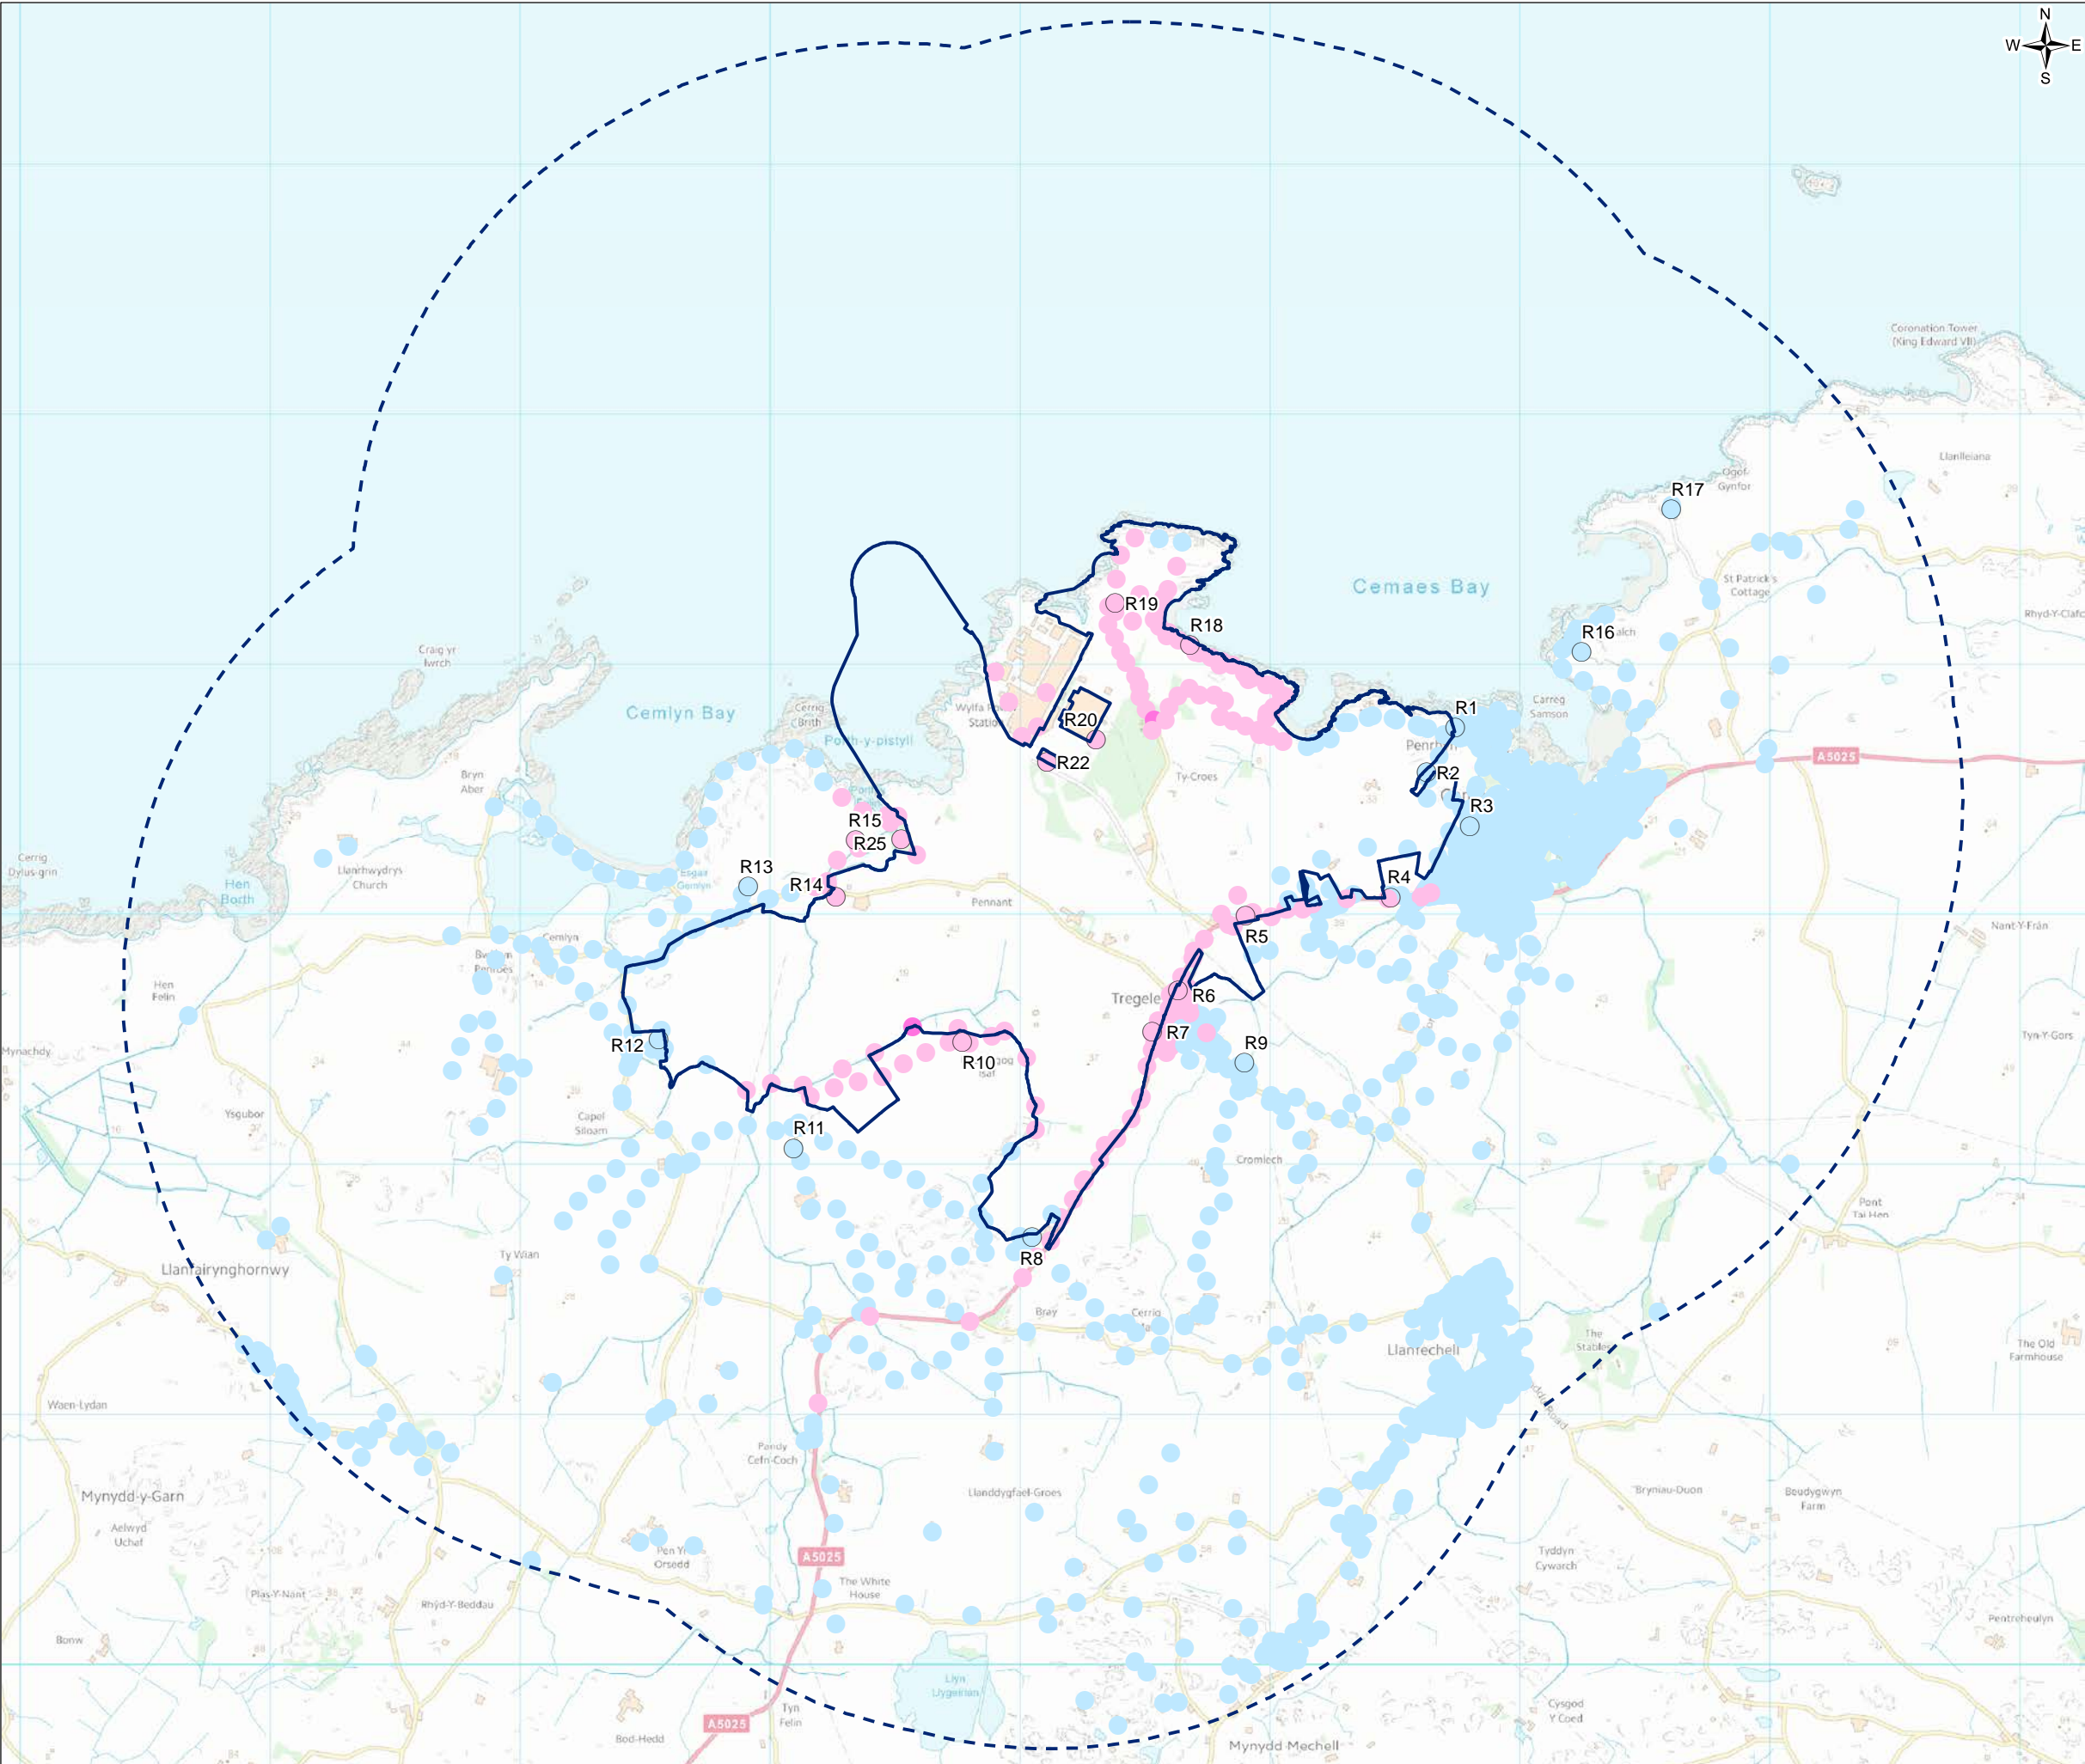 N
W E
S
Coronation Tower
(King Edward VII)
Llanlleiana
R17
Ogof
Gynfor
St Patrick's
Cottage
Cemaes Bay
R19
R18
R16
Craig yr
Iwrch
Cemlyn Bay
Cerrig
Brith
Porth-y-pistyll
R20
R22
R1
Carreg
Samson
A5025
R2
R3
Ty-Croes
Bryn
Aber
R15
R25
Cerrig
Dylus-grin
Hen
Borth
Llanrhwydrys
Church
R13
R14
R4
Pennant
Esgair
Gemlyn
Cemlyn
R5
Nant-Y-Frân
Hen
Felin
Tregele
R6
R7
R9
R10
R12
Mynachdy
Tyn-Y-Gors
Ysgubor
Capel
Siloam
R11
Cromlech
Pont
Tai Hen
Ty Wian
Llanfairynghornwy
R8
Bray
Cerrig
Llanfechell
The
Stables
The Old
Farmhouse
Waen-Lydan
Pandy
Cefn-Coch
Llanddygfael-Groes
Bryniau-Duon
Beudygwyn
Farm
Mynydd-y-Garn
Aelwyd
Uchaf
Pen Yr
Orsedd
A5025
Tyddyn
Cywarch
The White
House
Plas-Y-Nant
Rhyd-Y-Beddau
Pentreheulyn
Bonw
Llyn
Llygeirian
Tyn
Felin
A5025
Bod-Hedd
Cysgod
Y Coed
Mynydd Mechell